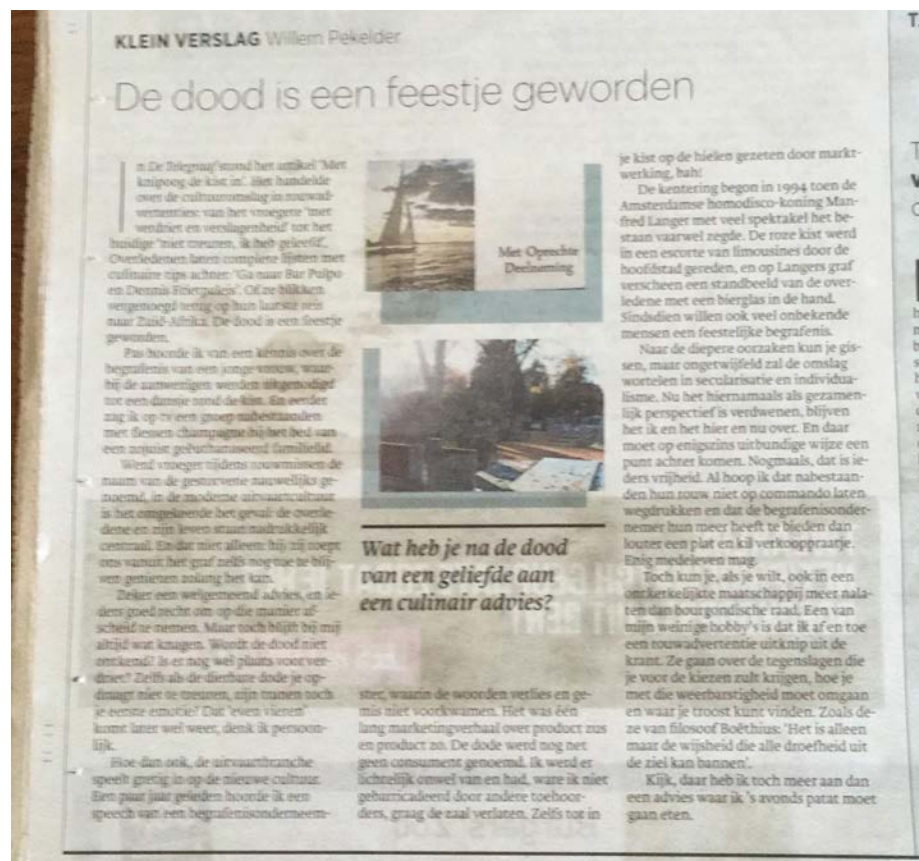 KLEIN VERSLAG Willem Pekelder
De dood is een feestje geworden
In De Telegraaf stond het artikel 'Met
knipoog de kist in'. Het handelde
over de cultuuromslag in rouwad-
vertenties: van het vroegere 'met
verdriet en verslagenheid' tot het
huidige 'niet treuren, ik heb geleefd'.
Overledenen laten complete lijsten met
culinaire tips achter: 'Ga naar Bar Pulpo
en Dennis Frietpaleis'. Of ze blikken
vergenoegd terug op hun laatste reis
naar Zuid-Afrika. De dood is een feestje
geworden.
Pas hoorde ik van een kennis over de
begrafenis van een jonge vrouw, waar-
bij de aanwezigen werden uitgenodigd
tot een dansje rond de kist. En eerder
zag ik op tv een groep nabestaanden
met flessen champagne bij het bed van
een zojuist geëuthanaseerd familielid.
Werd vroeger tijdens rouwmissen de
naam van de gestorvene nauwelijks ge-
noemd, in de moderne uitvaartcultuur
is het omgekeerde het geval: de overle-
dene en zijn leven staan nadrukkelijk
centraal. En dat niet alleen: hij/zij roept
ons vanuit het graf zelfs nog toe te blij-
ven genieten zolang het kan.
Zeker een welgemeend advies, en ie-
ders goed recht om op die manier af-
scheid te nemen. Maar toch blijft bij mij
altijd wat knagen. Wordt de dood niet
ontkend? Is er nog wel plaats voor ver-
driet? Zelfs als de dierbare dode je op-
draagt niet te treuren, zijn tranen toch
je eerste emotie? Dat 'leven vieren'
komt later wel weer, denk ik persoon-
lijk.
Hoe dan ook, de uitvaartbranche
speelt gretig in op de nieuwe cultuur.
Een paar jaar geleden hoorde ik een
speech van een begrafenisonderneem-
Met Oprechte
Deelneming
Wat heb je na de dood
van een geliefde aan
een culinair advies?
ster, waarin de woorden verlies en ge-
mis niet voorkwamen. Het was één
lang marketingverhaal over product zus
en product zo. De dode werd nog net
geen consument genoemd. Ik werd er
lichtelijk onwel van en had, ware ik niet
gebarricadeerd door andere toehoor-
ders, graag de zaal verlaten. Zelfs tot in
je kist op de hielen gezeten door markt-
werking, bah!
De kentering begon in 1994 toen de
Amsterdamse homodisco-koning Man-
fred Langer met veel spektakel het be-
staan vaarwel zegde. De roze kist werd
in een escorte van limousines door de
hoofdstad gereden, en op Langers graf
verscheen een standbeeld van de over-
ledene met een bierglas in de hand.
Sindsdien willen ook veel onbekende
mensen een feestelijke begrafenis.
Naar de diepere oorzaken kun je gis-
sen, maar ongetwijfeld zal de omslag
wortelen in secularisatie en individua-
lisme. Nu het hiernamaals als gezamen-
lijk perspectief is verdwenen, blijven
het ik en het hier en nu over. En daar
moet op enigszins uitbundige wijze een
punt achter komen. Nogmaals, dat is ie-
ders vrijheid. Al hoop ik dat nabestaan-
den hun rouw niet op commando laten
wegdrukken en dat de begrafenisonder-
nemer hun meer heeft te bieden dan
louter een plat en kil verkooppraatje.
Enig medeleven mag.
Toch kun je, als je wilt, ook in een
ontkerkelijkte maatschappij meer nala-
ten dan bourgondische raad. Een van
mijn weinige hobby's is dat ik af en toe
een rouwadvertentie uitknip uit de
krant. Ze gaan over de tegenslagen die
je voor de kiezen zult krijgen, hoe je
met die weerbarstigheid moet omgaan
en waar je troost kunt vinden. Zoals de-
ze van filosoof Boëthius: 'Het is alleen
maar de wijsheid die alle droefheid uit
de ziel kan bannen'.
Kijk, daar heb ik toch meer aan dan
een advies waar ik 's avonds patat moet
gaan eten.